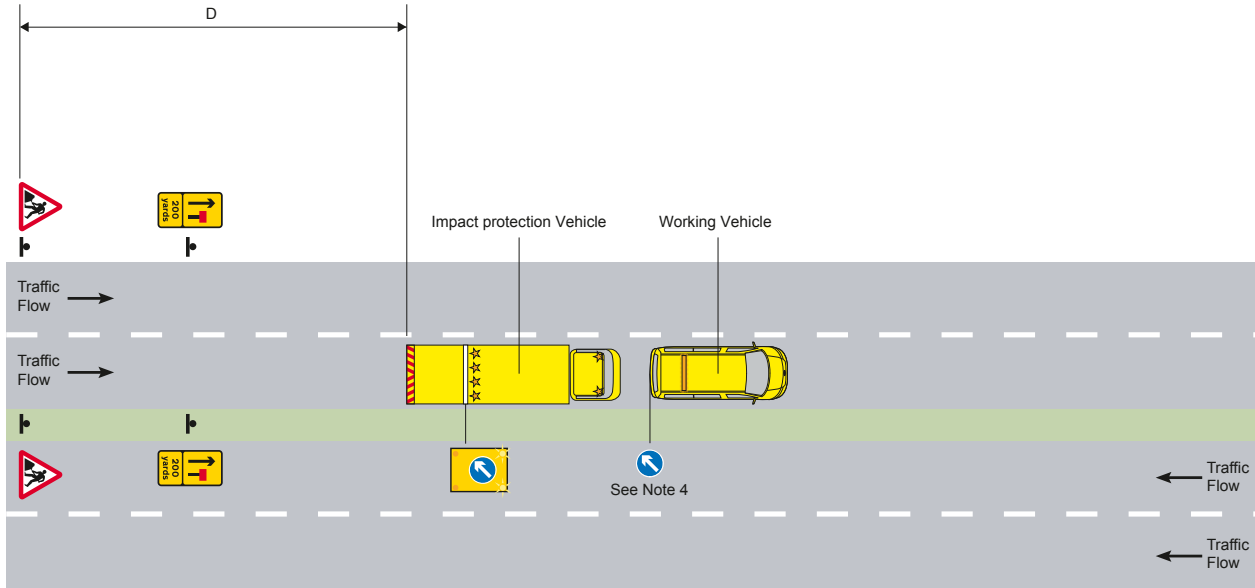 D
200
yards
Impact protection Vehicle
Working Vehicle
Traffic
Flow
Traffic
Flow
200
yards
See Note 4
Traffic
Flow
Traffic
Flow